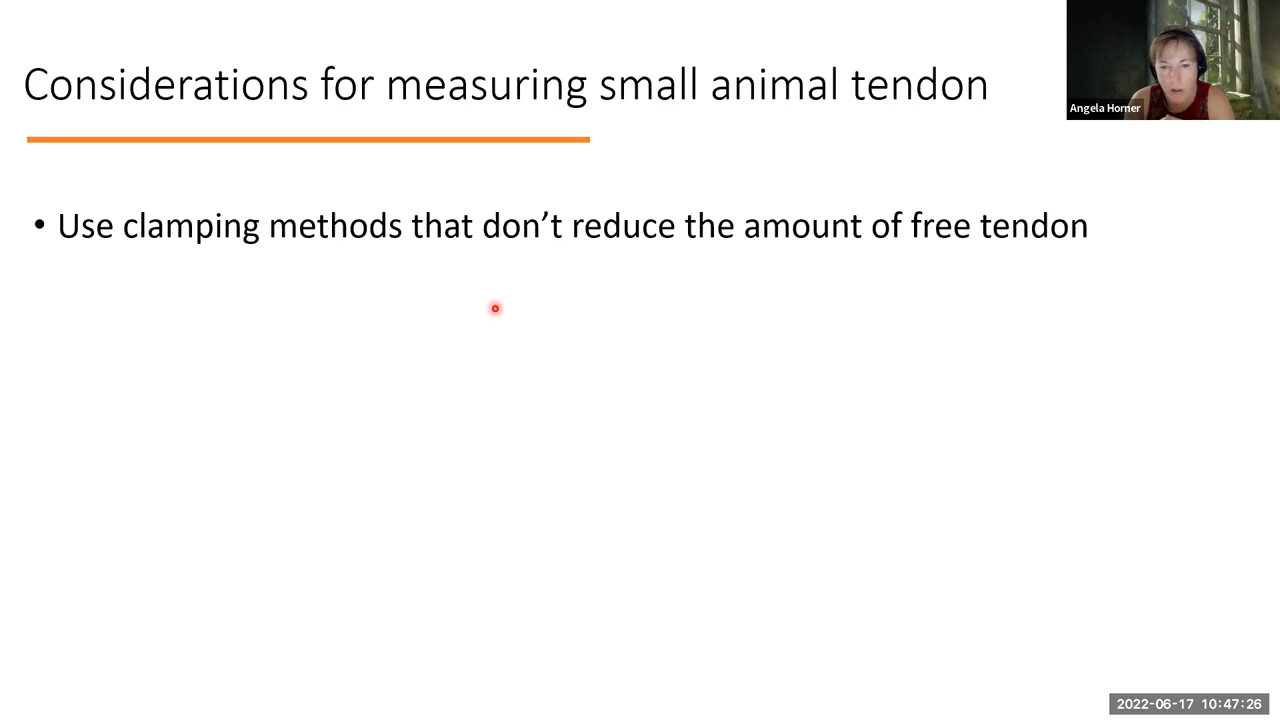 Considerations for measuring small animal tendon
Angela Horner
• Use clamping methods that don’t reduce the amount of free tendon
2022-06-17 10:47:26